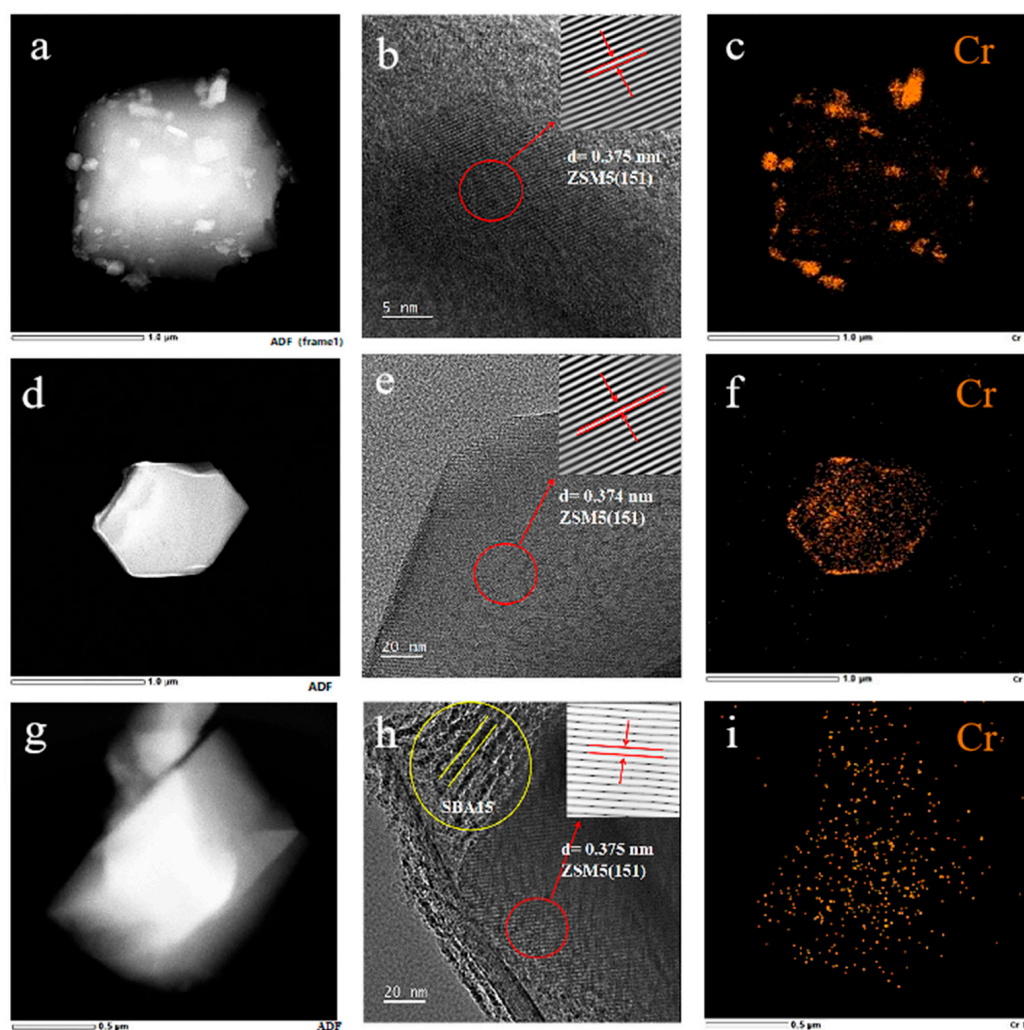 a
b
c
Cr
d= 0.375 nm
ZSM5(151)
5 nm
1.0 µm
ADF (frame1)
1.0 µm
Cr
d
e
f
Cr
d= 0.374 nm
ZSM5(151)
20 nm
1.0 µm
ADF
1.0 µm
Cr
g
h
i
Cr
SBA15
d= 0.375 nm
ZSM5(151)
20 nm
0.5 µm
ADF
0.5 µm
Cr